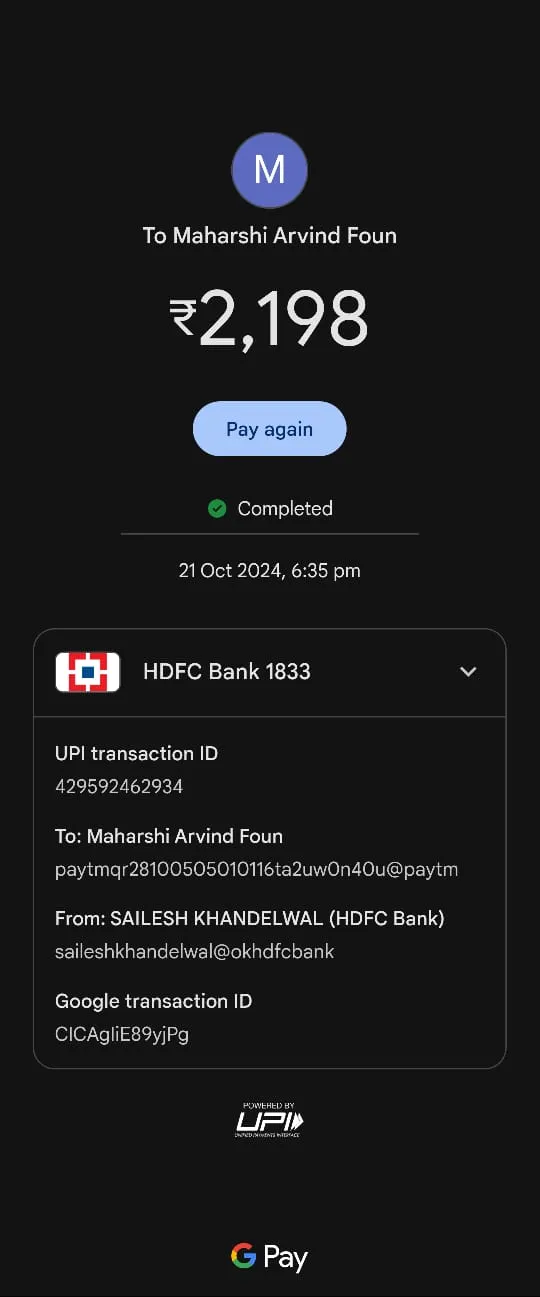 M
To Maharshi Arvind Foun
₹2,198
Pay again
Completed
21 Oct 2024, 6:35 pm
HDFC Bank 1833
UPI transaction ID
429592462934
To: Maharshi Arvind Foun
paytmqr28100505010116ta2uw0n40u@paytm
From: SAILESH KHANDELWAL (HDFC Bank)
saileshkhandelwal@okhdfcbank
Google transaction ID
CICAgIiE89yjPg
POWERED BY
UPI
UNIFIED PAYMENTS INTERFACE
G Pay